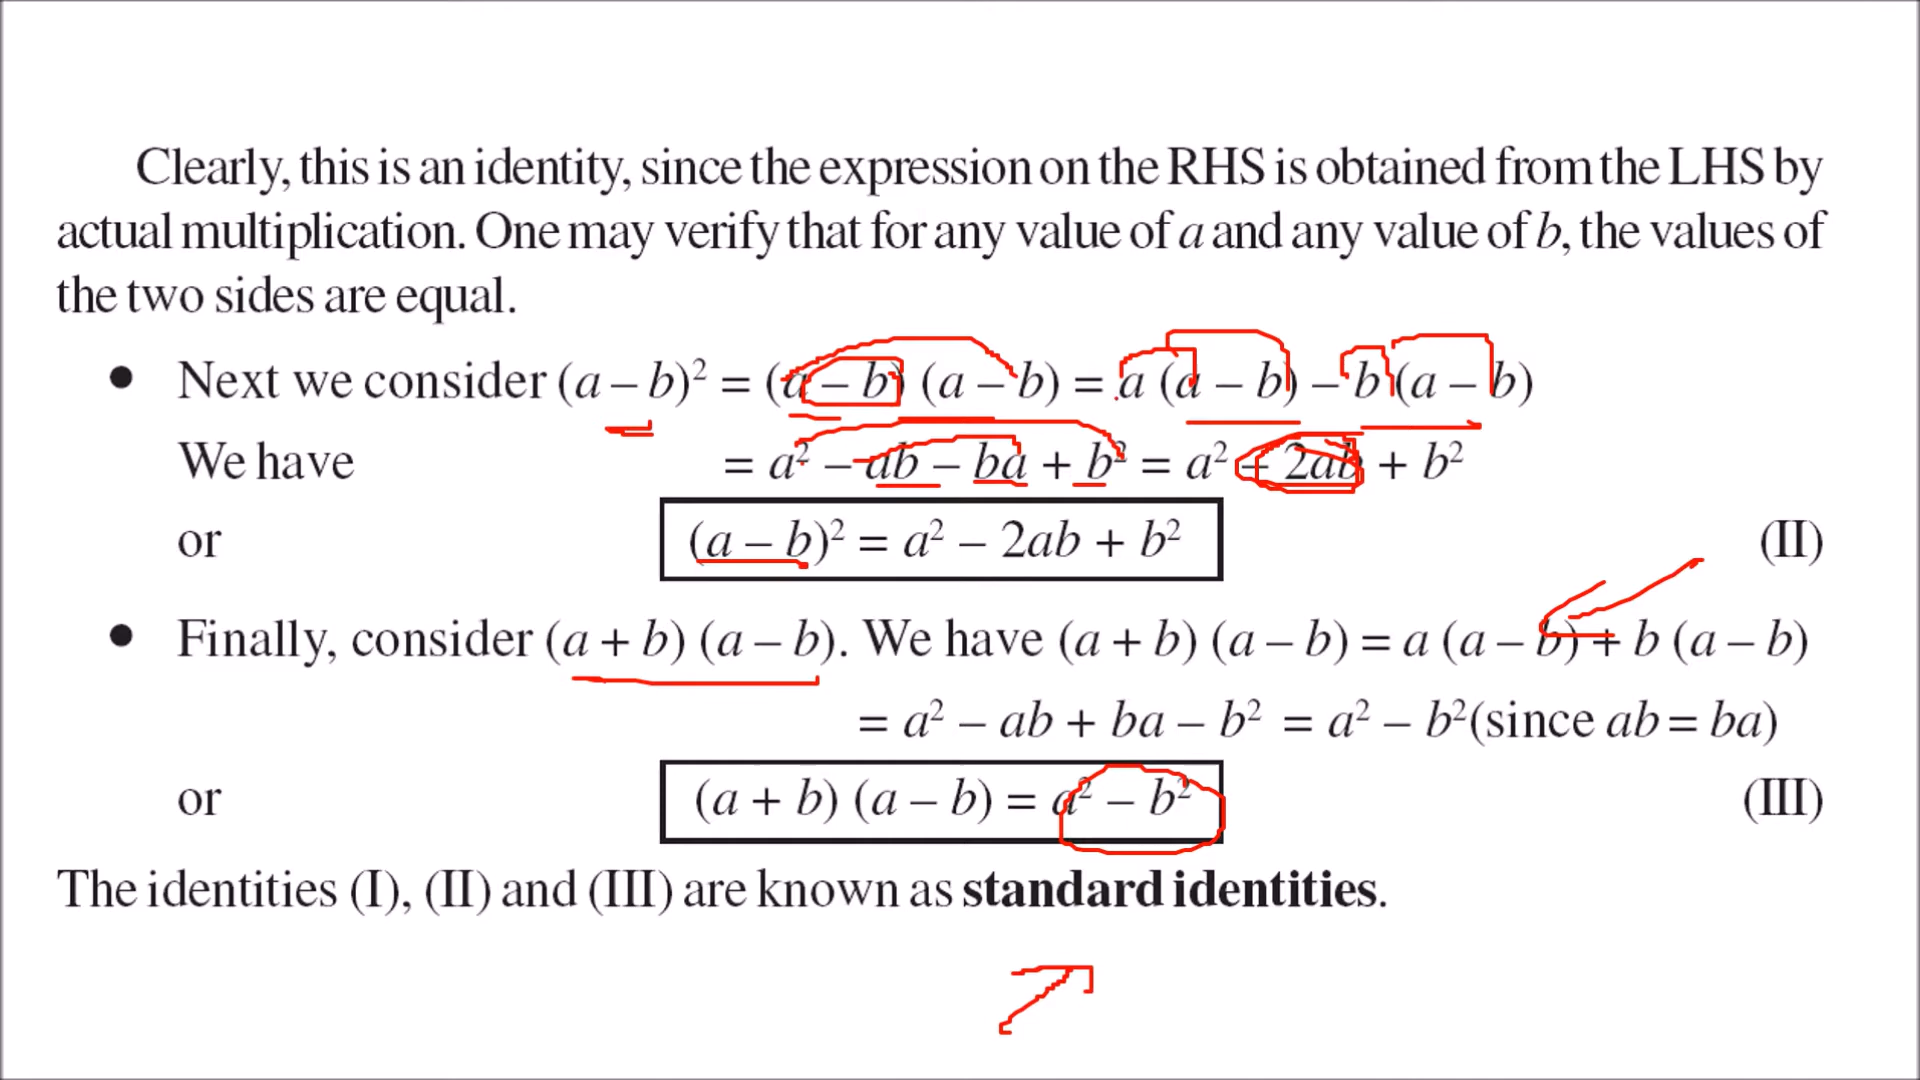 Clearly, this is an identity, since the expression on the RHS is obtained from the LHS by
actual multiplication. One may verify that for any value of a and any value of b, the values of
the two sides are equal.
● Next we consider (a – b)² = (a – b) (a – b) = a (a – b) – b (a – b)
We have = a² – ab – ba + b² = a² – 2ab + b²
or (a – b)² = a² – 2ab + b² (II)
● Finally, consider (a + b) (a – b). We have (a + b) (a – b) = a (a – b) + b (a – b)
= a² – ab + ba – b² = a² – b²(since ab = ba)
or (a + b) (a – b) = a² – b² (III)
The identities (I), (II) and (III) are known as standard identities.